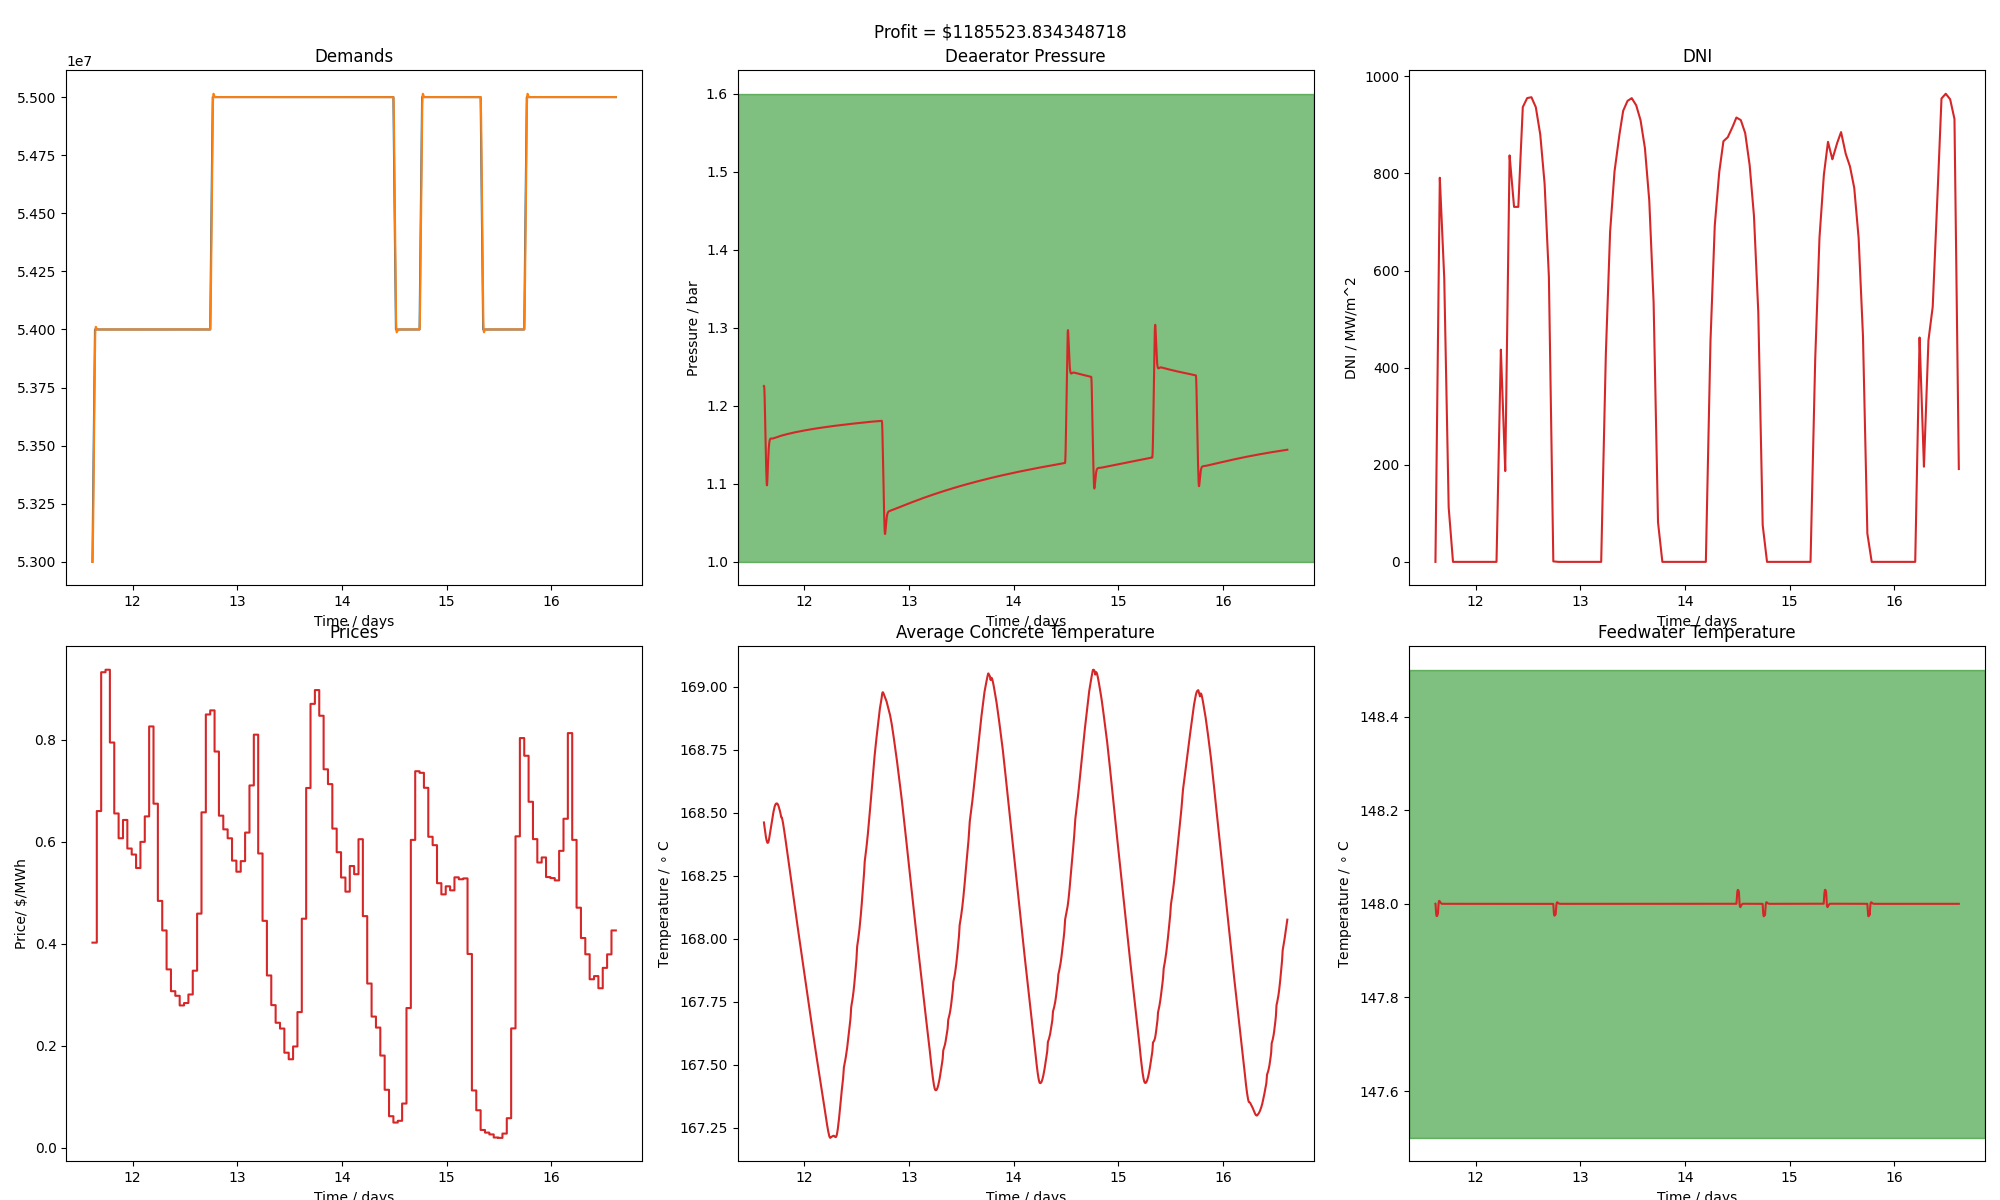 Profit = $1185523.834348718
Demands
1e7
5.500
5.475
5.450
5.425
5.400
5.375
5.350
5.325
5.300
12 13 14 15 16
Time / days
Deaerator Pressure
Pressure / bar
1.6
1.5
1.4
1.3
1.2
1.1
1.0
12 13 14 15 16
Time / days
DNI
DNI / MW/m^2
1000
800
600
400
200
0
12 13 14 15 16
Time / days
Prices
Price/ $/MWh
0.8
0.6
0.4
0.2
0.0
12 13 14 15 16
Time / days
Average Concrete Temperature
Temperature / ∘ C
169.00
168.75
168.50
168.25
168.00
167.75
167.50
167.25
12 13 14 15 16
Time / days
Feedwater Temperature
Temperature / ∘ C
148.4
148.2
148.0
147.8
147.6
12 13 14 15 16
Time / days